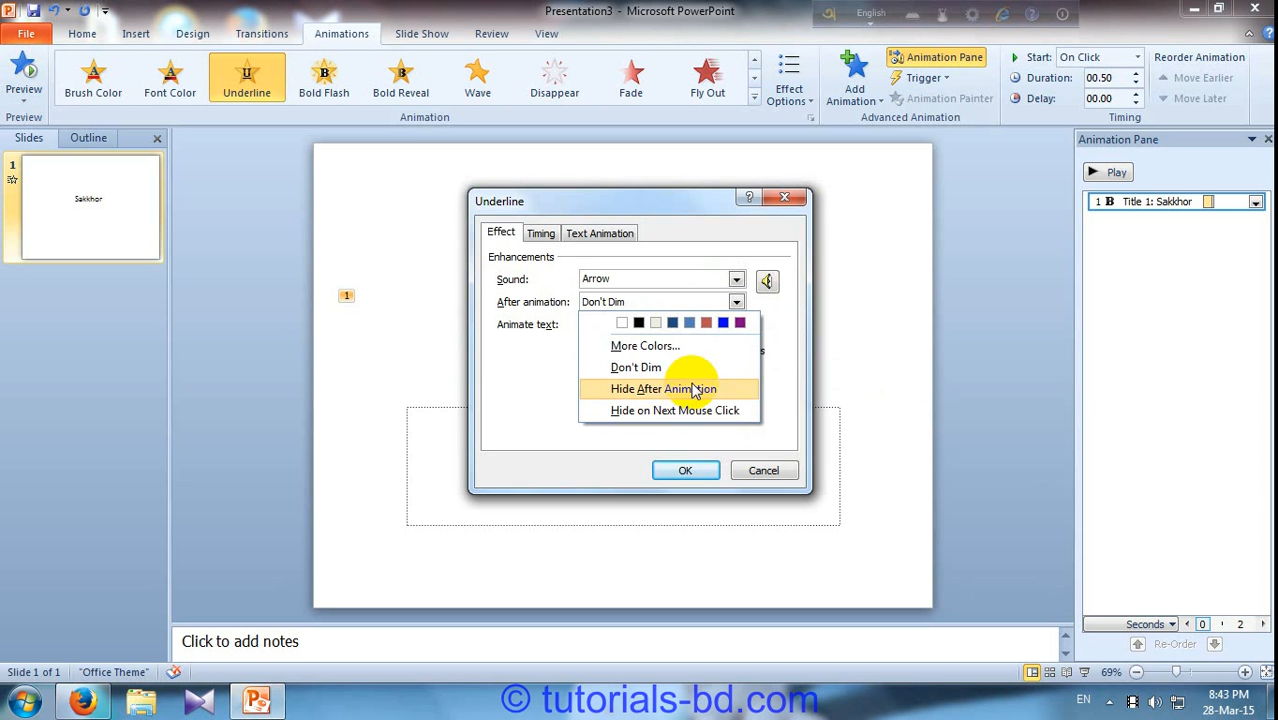 Presentation3 - Microsoft PowerPoint
English
File Home Insert Design Transitions Animations Slide Show Review View
Preview
Brush Color
Font Color
Underline
Bold Flash
Bold Reveal
Wave
Disappear
Fade
Fly Out
Effect Options
Add Animation
Animation Pane
Trigger
Animation Painter
Start: On Click
Duration: 00.50
Delay: 00.00
Reorder Animation
Move Earlier
Move Later
Preview
Animation
Advanced Animation
Timing
Slides Outline
1
Sakkhor
1
Underline
Effect Timing Text Animation
Enhancements
Sound: Arrow
After animation: Don't Dim
Animate text:
More Colors...
Don't Dim
Hide After Animation
Hide on Next Mouse Click
OK Cancel
Animation Pane
Play
1 Title 1: Sakkhor
Seconds 0 2
Re-Order
Click to add notes
Slide 1 of 1 "Office Theme" 69%
© tutorials-bd.com
EN
8:43 PM
28-Mar-15